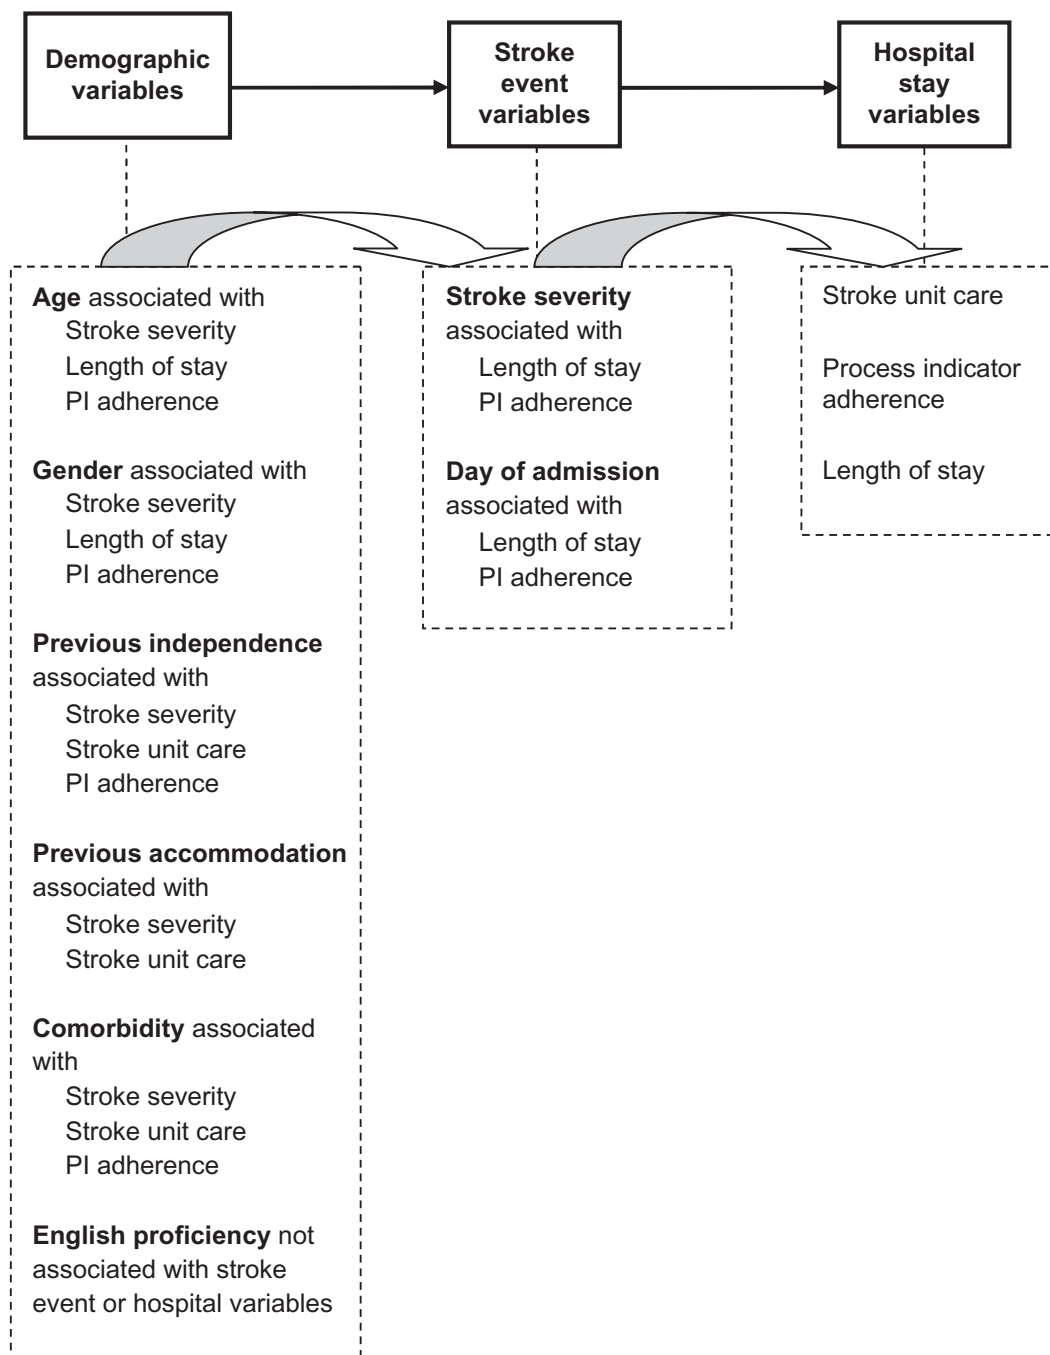 Demographic
variables
Stroke
event
variables
Hospital
stay
variables
Age associated with
Stroke severity
Length of stay
PI adherence
Gender associated with
Stroke severity
Length of stay
PI adherence
Previous independence
associated with
Stroke severity
Stroke unit care
PI adherence
Previous accommodation
associated with
Stroke severity
Stroke unit care
Comorbidity associated
with
Stroke severity
Stroke unit care
PI adherence
English proficiency not
associated with stroke
event or hospital variables
Stroke severity
associated with
Length of stay
PI adherence
Day of admission
associated with
Length of stay
PI adherence
Stroke unit care
Process indicator
adherence
Length of stay